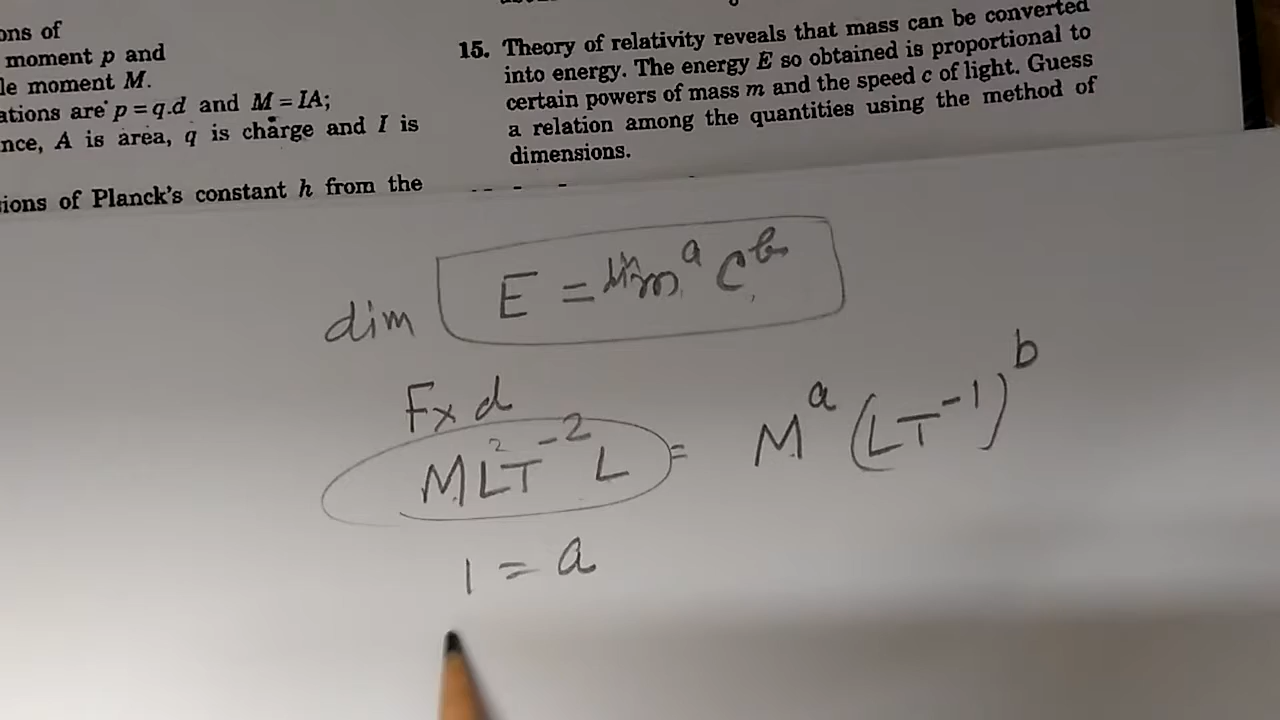 ons of
moment p and
le moment M.
ations are p = q.d and M = IA;
nce, A is area, q is charge and I is
ions of Planck's constant h from the
15. Theory of relativity reveals that mass can be converted
into energy. The energy E so obtained is proportional to
certain powers of mass m and the speed c of light. Guess
a relation among the quantities using the method of
dimensions.
dim E = m^a C^b
F x d
ML²T⁻² L = M^a (LT⁻¹)^b
1 = a